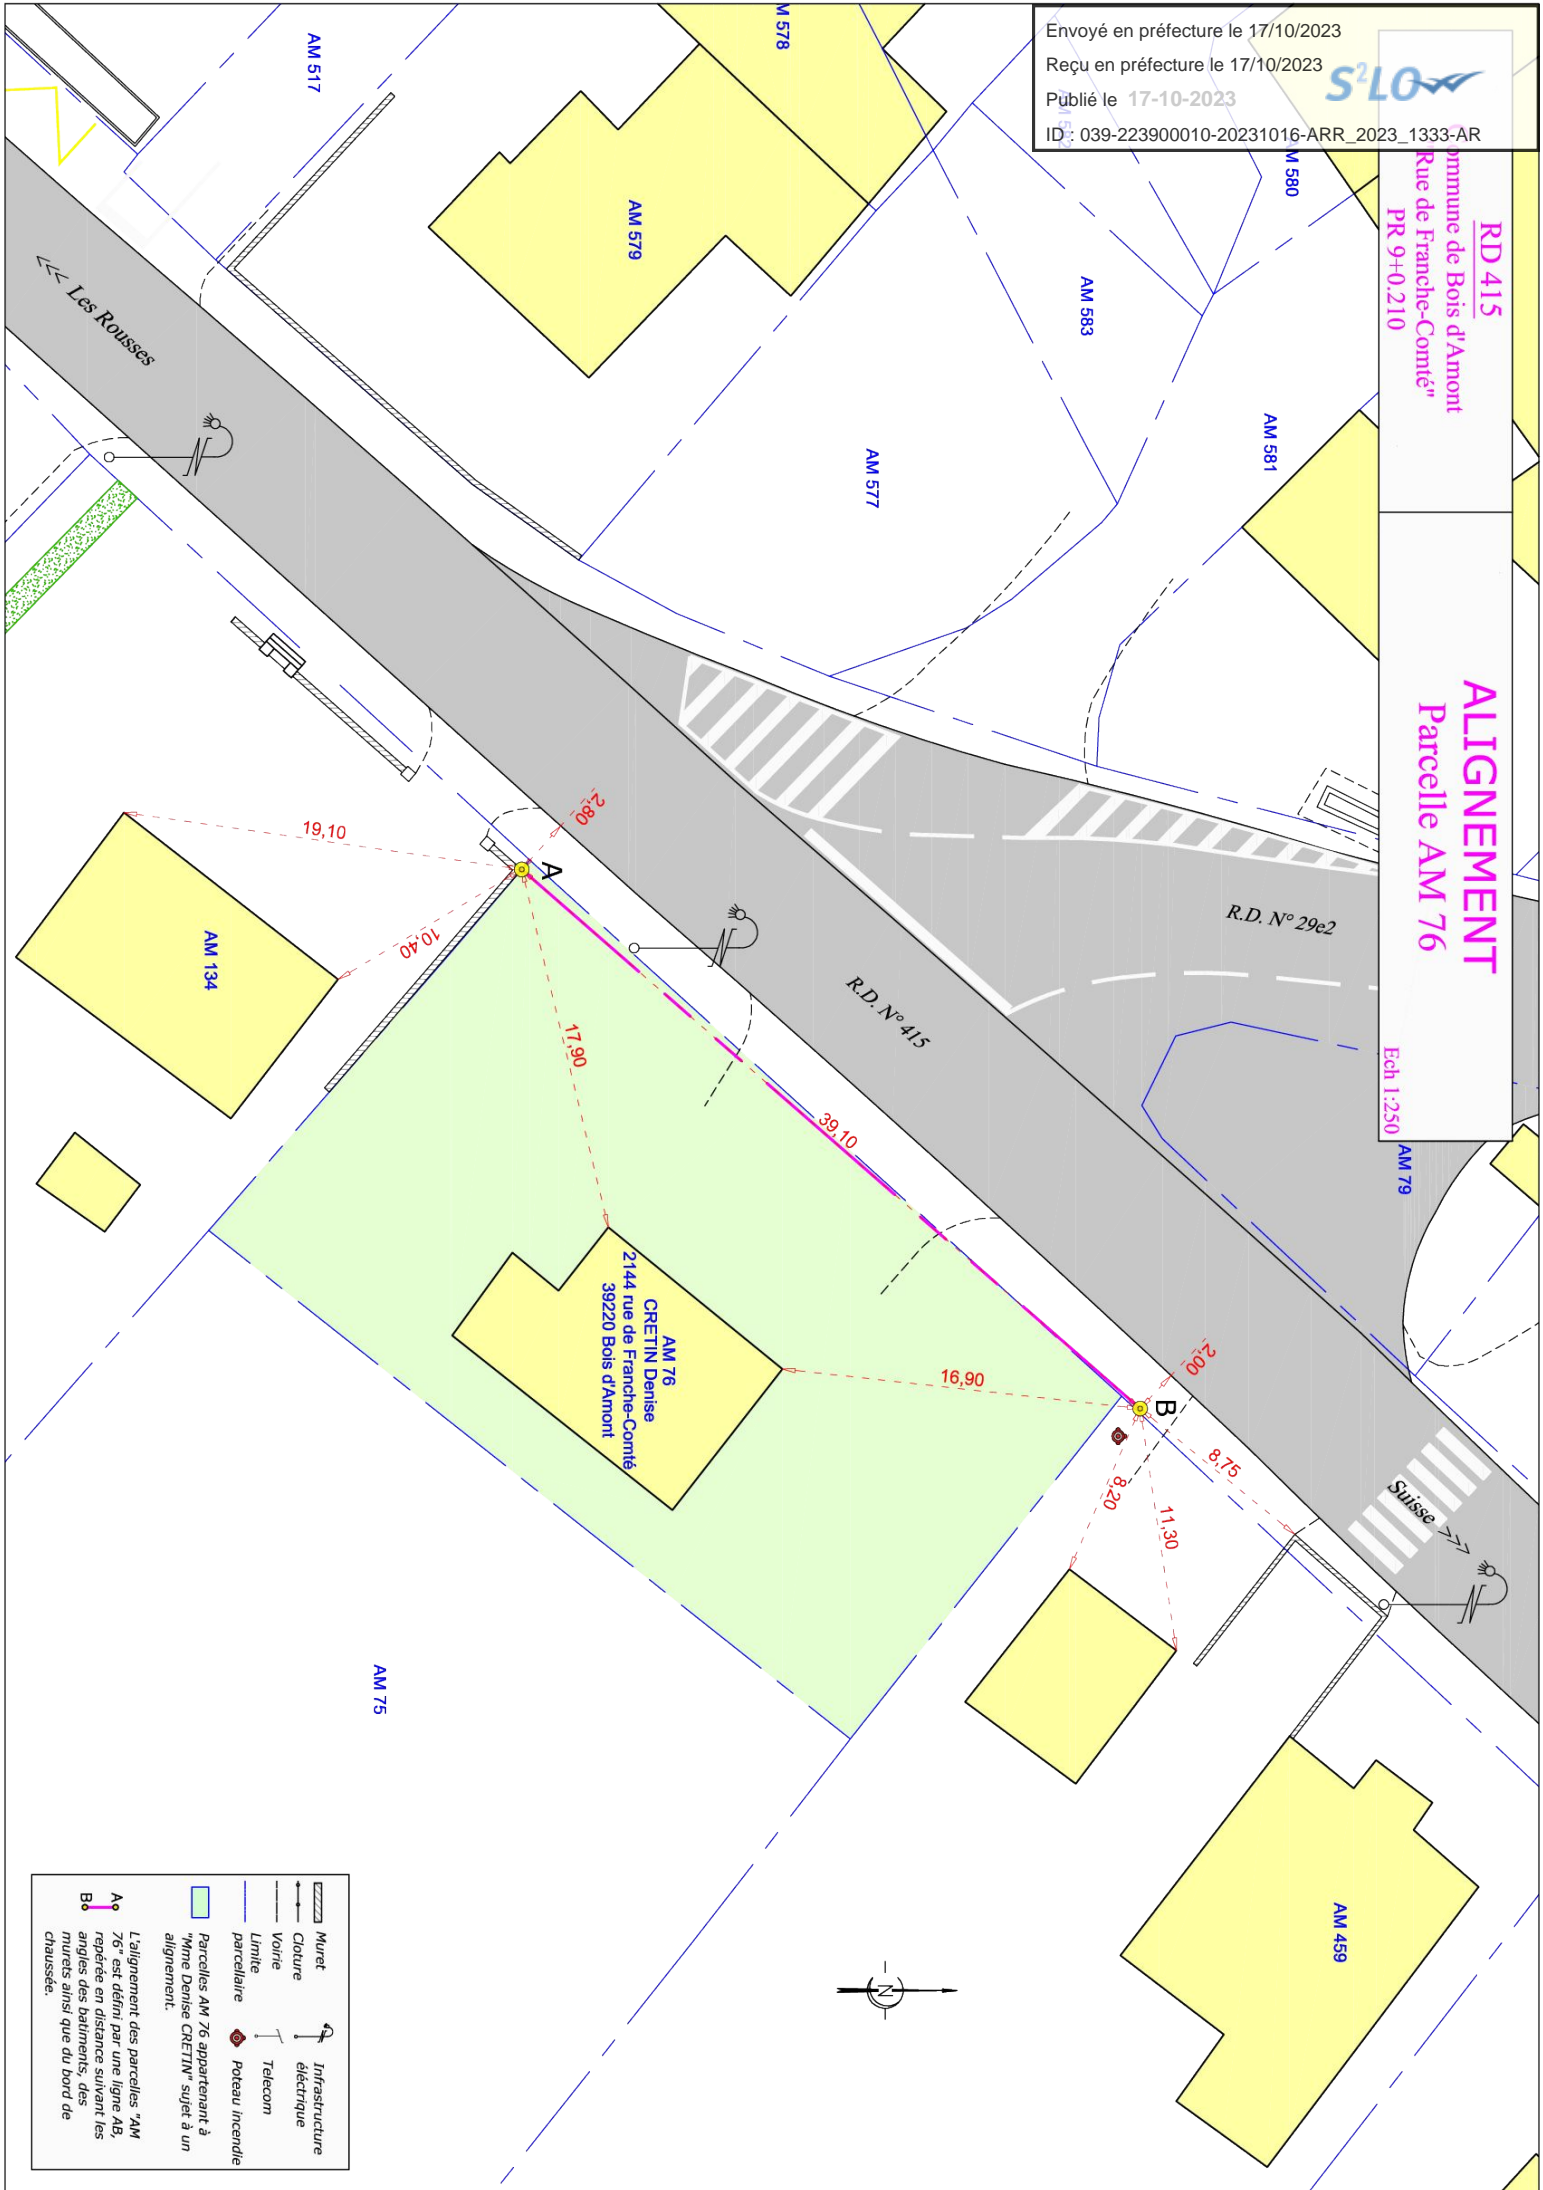 Envoyé en préfecture le 17/10/2023
Reçu en préfecture le 17/10/2023
Publié le 17-10-2023
S²LO
ID : 039-223900010-20231016-ARR_2023_1333-AR
RD 415
ommune de Bois d'Amont
"Rue de Franche-Comté"
PR 9+0.210
ALIGNEMENT
Parcelle AM 76
Ech 1:250
AM 517
M 578
AM 579
AM 580
AM 583
AM 581
AM 577
<<< Les Rousses
R.D. N° 29e2
R.D. N° 415
AM 79
Suisse >>>
A
B
2,80
19,10
10,40
17,90
39,10
16,90
2,00
8,75
8,20
11,30
AM 134
AM 76
CRETIN Denise
2144 rue de Franche-Comté
39220 Bois d'Amont
AM 75
AM 459
N
Muret
Cloture
Voirie
Limite
parcellaire
Infrastructure
éléctrique
Telecom
Poteau incendie
Parcelles AM 76 appartenant à
"Mme Denise CRETIN" sujet à un
alignement.
A
B
L'alignement des parcelles "AM
76" est défini par une ligne AB,
repérée en distance suivant les
angles des batiments, des
murets ainsi que du bord de
chaussée.